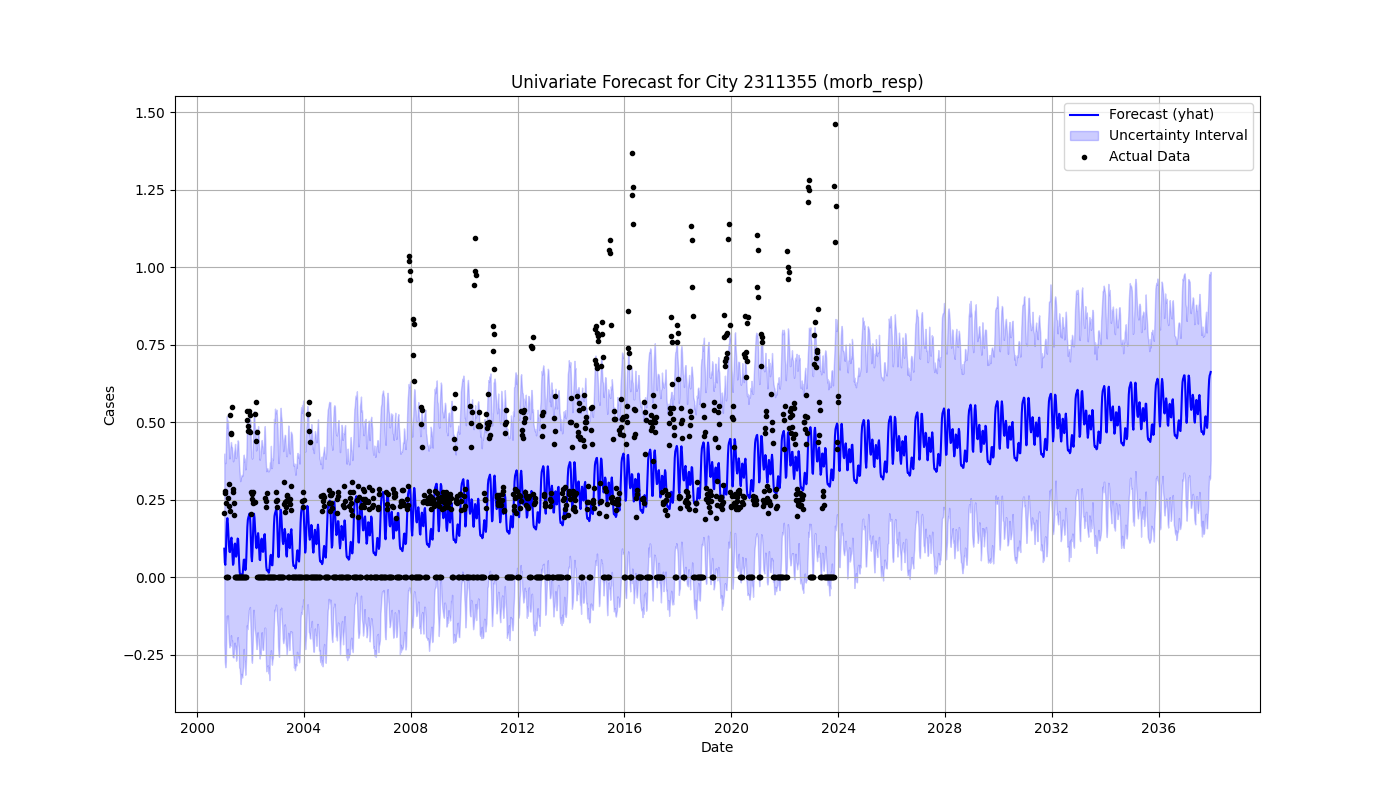 Univariate Forecast for City 2311355 (morb_resp)
Forecast (yhat)
Uncertainty Interval
Actual Data
Cases
1.50
1.25
1.00
0.75
0.50
0.25
0.00
−0.25
2000 2004 2008 2012 2016 2020 2024 2028 2032 2036
Date